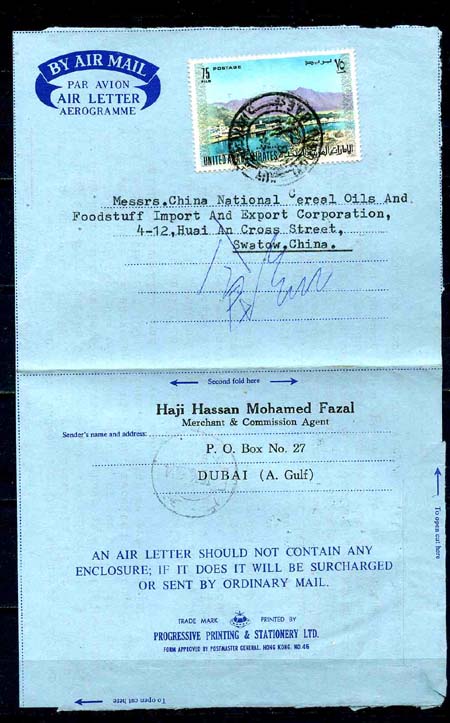 BY AIR MAIL
PAR AVION
AIR LETTER
AEROGRAMME
75 POSTAGE ٧٥
FILS
UNITED ARAB EMIRATES
Messrs.China National Cereal Oils And
Foodstuff Import And Export Corporation,
4-12,Huai An Cross Street,
Swatow,China.
Second fold here
Haji Hassan Mohamed Fazal
Merchant & Commission Agent
Sender's name and address:
P. O. Box No. 27
DUBAI (A. Gulf)
To open cut here
AN AIR LETTER SHOULD NOT CONTAIN ANY
ENCLOSURE; IF IT DOES IT WILL BE SURCHARGED
OR SENT BY ORDINARY MAIL.
TRADE MARK PRINTED BY
PROGRESSIVE PRINTING & STATIONERY LTD.
FORM APPROVED BY POSTMASTER GENERAL, HONG KONG, NO.46
To open cut here